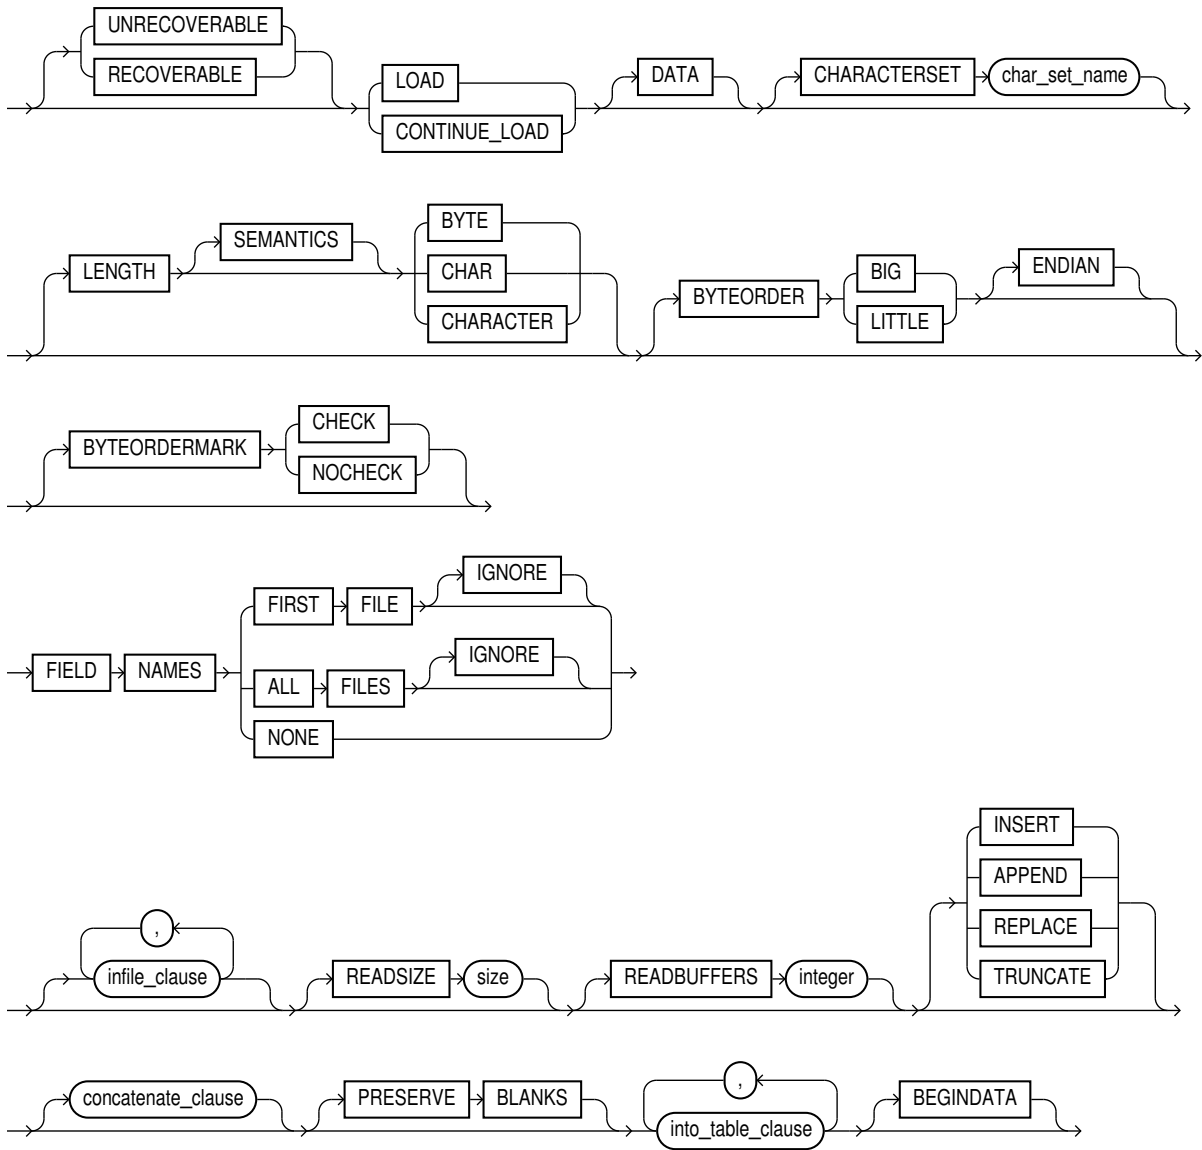 UNRECOVERABLE
RECOVERABLE
LOAD
CONTINUE_LOAD
DATA
CHARACTERSET char_set_name
LENGTH
SEMANTICS
BYTE
CHAR
CHARACTER
BYTEORDER
BIG
LITTLE
ENDIAN
BYTEORDERMARK
CHECK
NOCHECK
FIELD NAMES
FIRST FILE IGNORE
ALL FILES IGNORE
NONE
,
infile_clause
READSIZE size
READBUFFERS integer
INSERT
APPEND
REPLACE
TRUNCATE
concatenate_clause
PRESERVE BLANKS
,
into_table_clause
BEGINDATA